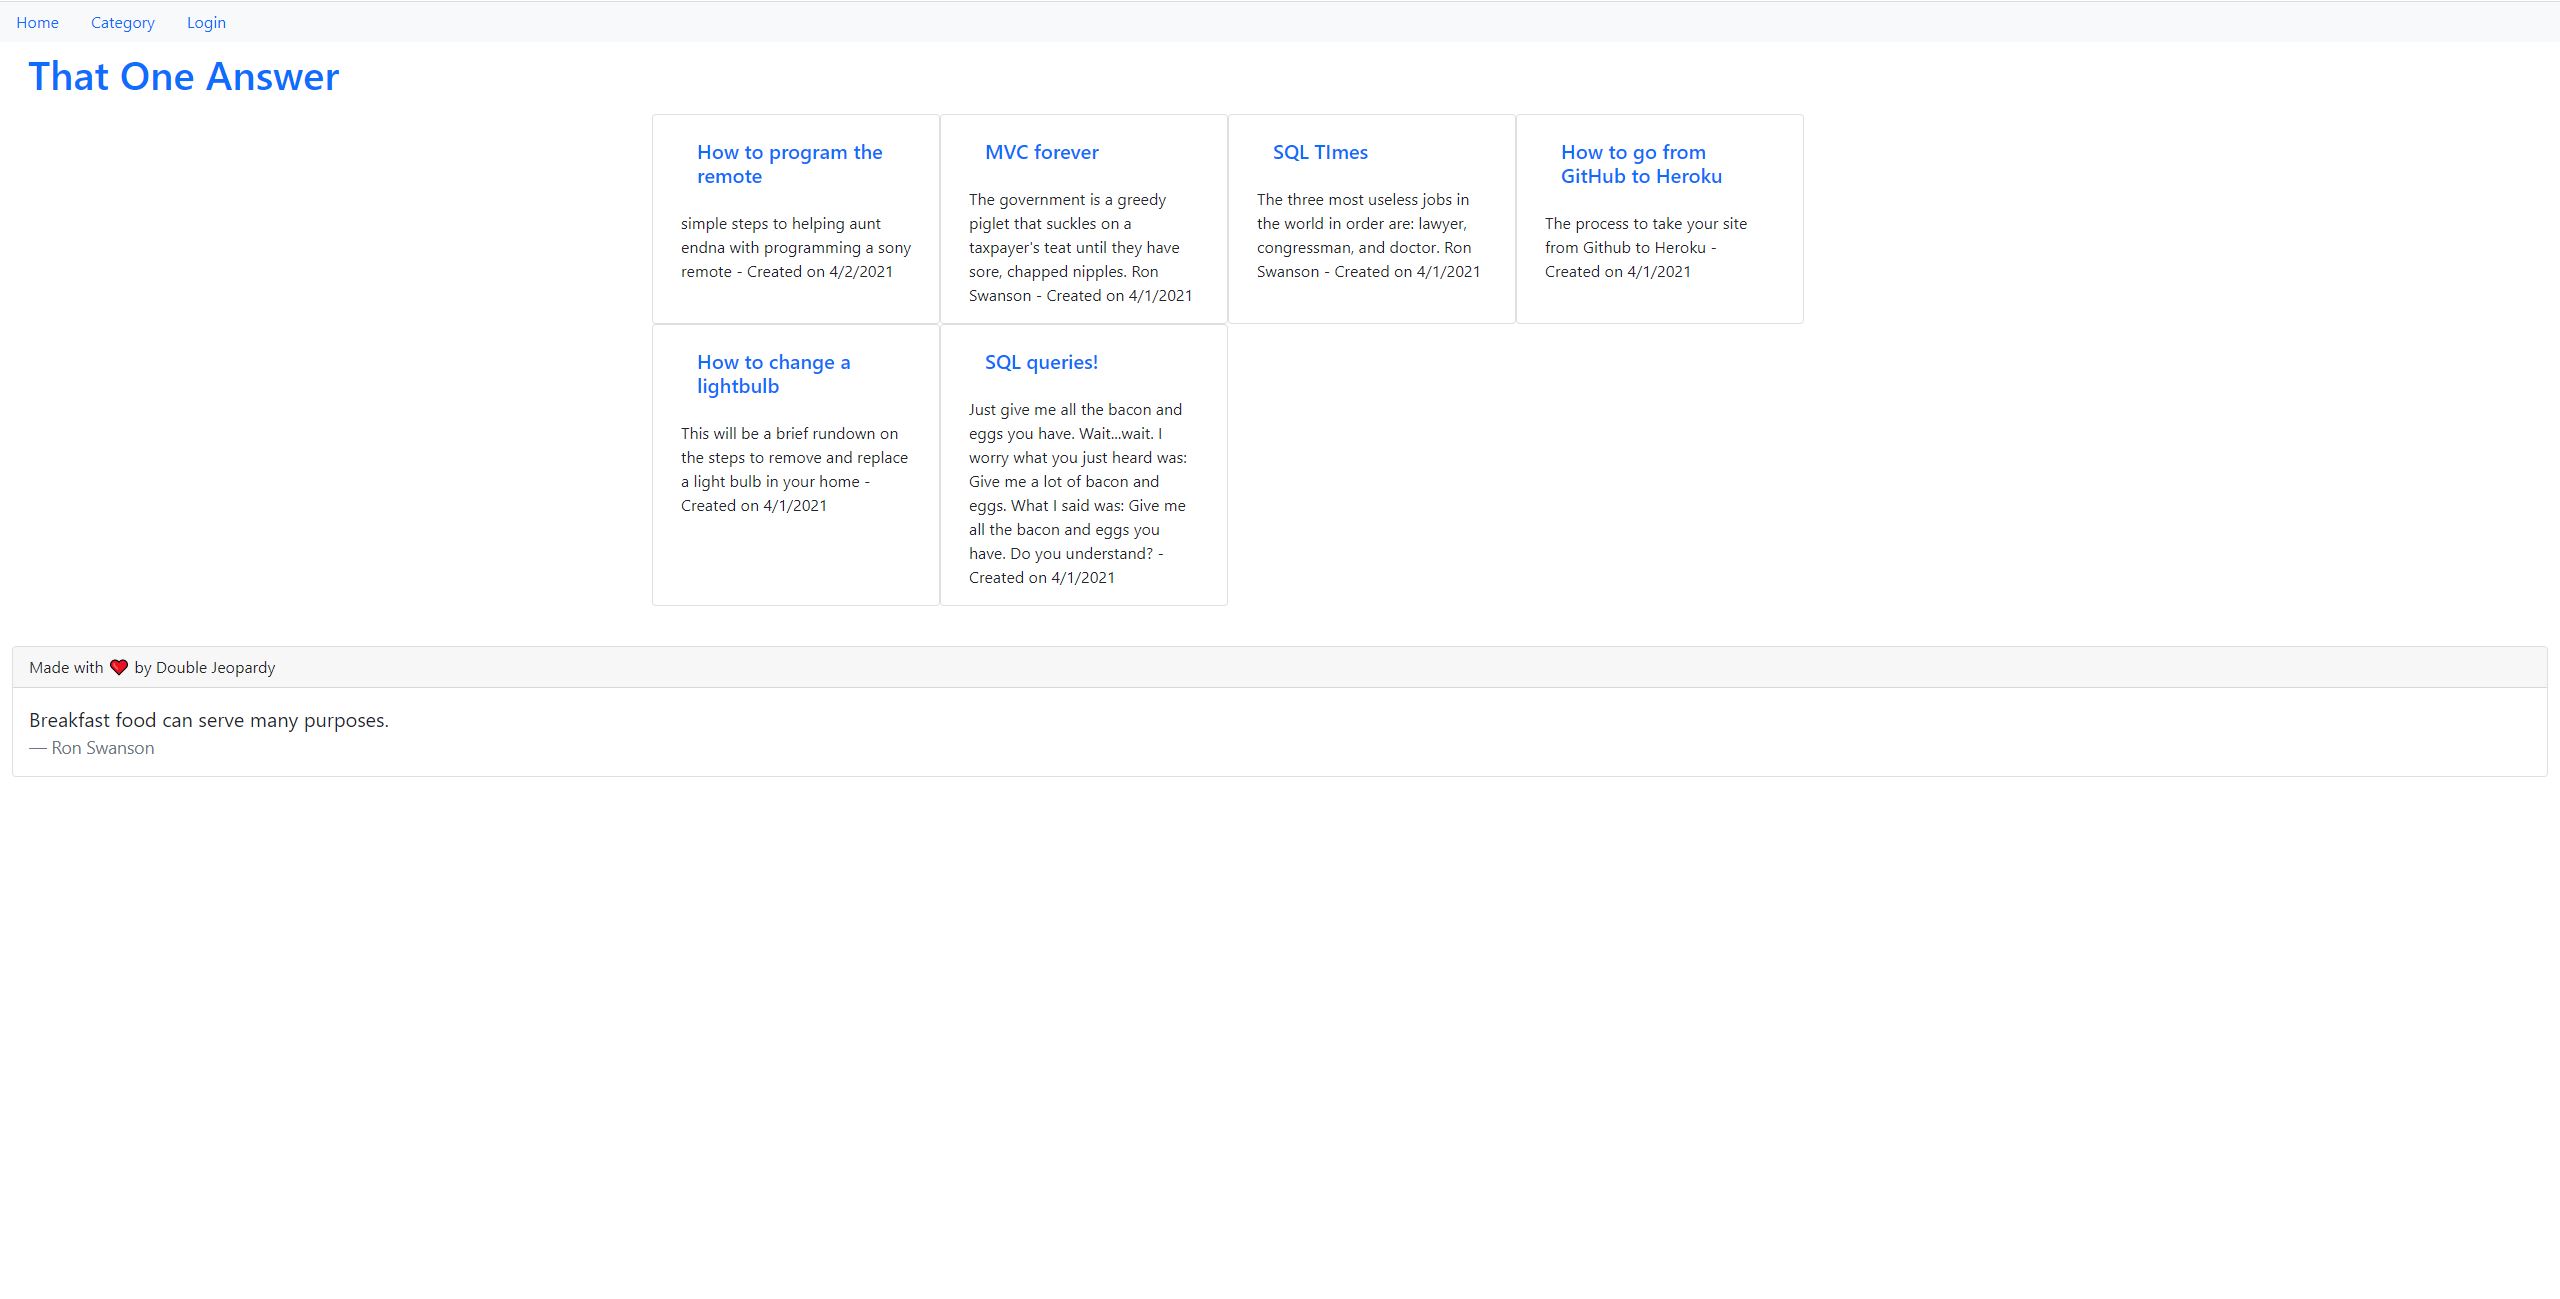 Home Category Login
That One Answer
How to program the
remote
simple steps to helping aunt
endna with programming a sony
remote - Created on 4/2/2021
MVC forever
The government is a greedy
piglet that suckles on a
taxpayer's teat until they have
sore, chapped nipples. Ron
Swanson - Created on 4/1/2021
SQL TImes
The three most useless jobs in
the world in order are: lawyer,
congressman, and doctor. Ron
Swanson - Created on 4/1/2021
How to go from
GitHub to Heroku
The process to take your site
from Github to Heroku -
Created on 4/1/2021
How to change a
lightbulb
This will be a brief rundown on
the steps to remove and replace
a light bulb in your home -
Created on 4/1/2021
SQL queries!
Just give me all the bacon and
eggs you have. Wait...wait. I
worry what you just heard was:
Give me a lot of bacon and
eggs. What I said was: Give me
all the bacon and eggs you
have. Do you understand? -
Created on 4/1/2021
Made with ❤️ by Double Jeopardy
Breakfast food can serve many purposes.
— Ron Swanson